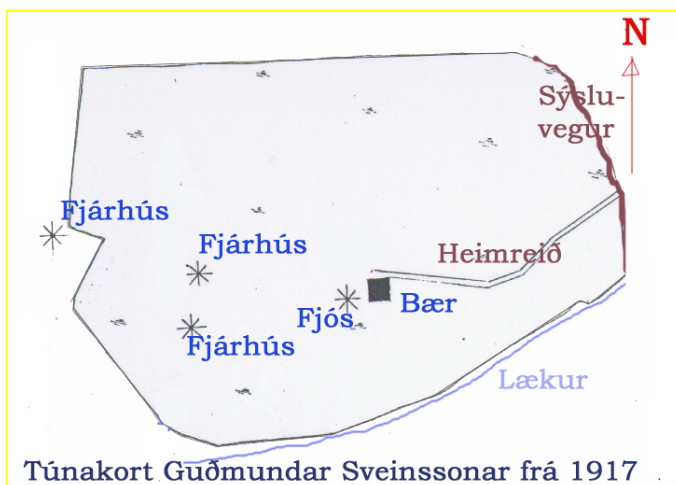 N
Sýslu-
vegur
Fjárhús
Fjárhús
Heimreið
Fjós
Bær
Fjárhús
Lækur
Túnakort Guðmundar Sveinssonar frá 1917